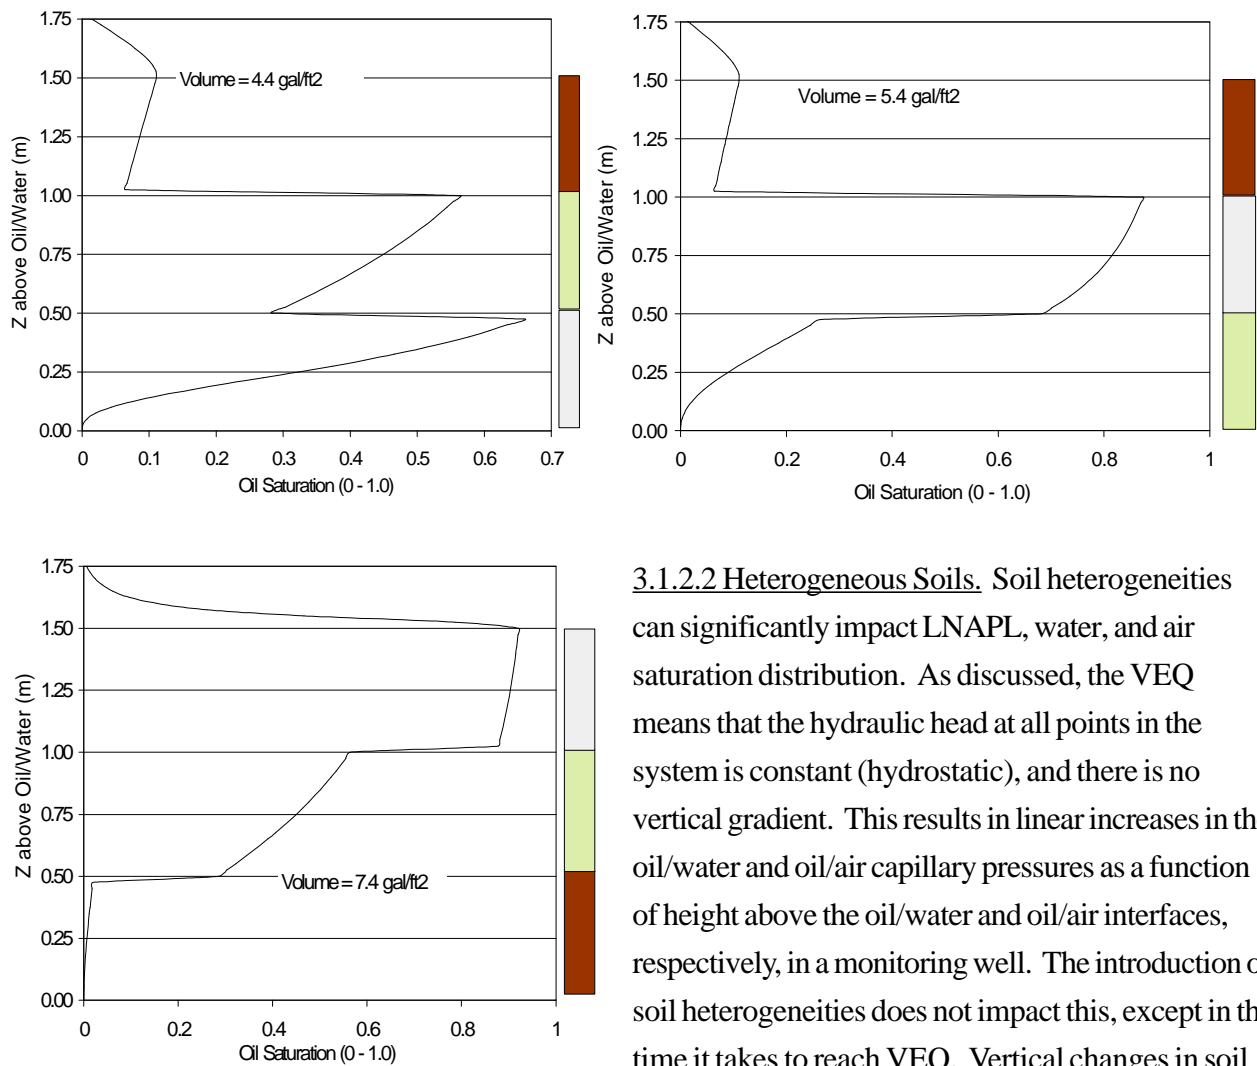 1.75
1.50
1.25
1.00
0.75
0.50
0.25
0.00
Z above Oil/Water (m)
Volume = 4.4 gal/ft2
0 0.1 0.2 0.3 0.4 0.5 0.6 0.7
Oil Saturation (0 - 1.0)
1.75
1.50
1.25
1.00
0.75
0.50
0.25
0.00
Z above Oil/Water (m)
Volume = 5.4 gal/ft2
0 0.2 0.4 0.6 0.8 1
Oil Saturation (0 - 1.0)
1.75
1.50
1.25
1.00
0.75
0.50
0.25
0.00
Z above Oil/Water (m)
Volume = 7.4 gal/ft2
0 0.2 0.4 0.6 0.8 1
Oil Saturation (0 - 1.0)
3.1.2.2 Heterogeneous Soils. Soil heterogeneities
can significantly impact LNAPL, water, and air
saturation distribution. As discussed, the VEQ
means that the hydraulic head at all points in the
system is constant (hydrostatic), and there is no
vertical gradient. This results in linear increases in th
oil/water and oil/air capillary pressures as a function
of height above the oil/water and oil/air interfaces,
respectively, in a monitoring well. The introduction o
soil heterogeneities does not impact this, except in th
time it takes to reach VEQ. Vertical changes in soil